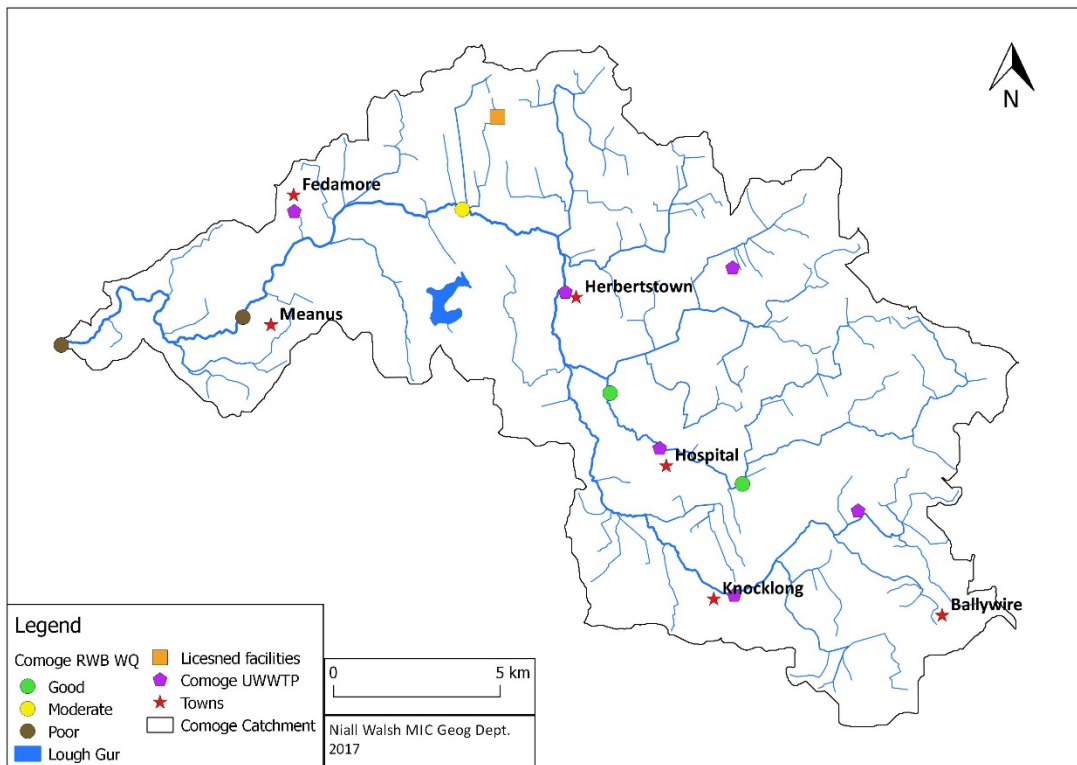 N
Fedamore
Herbertstown
Meanus
Hospital
Knocklong
Ballywire
Legend
Comoge RWB WQ
Good
Moderate
Poor
Lough Gur
Licesned facilities
Comoge UWWTP
Towns
Comoge Catchment
0 5 km
Niall Walsh MIC Geog Dept.
2017